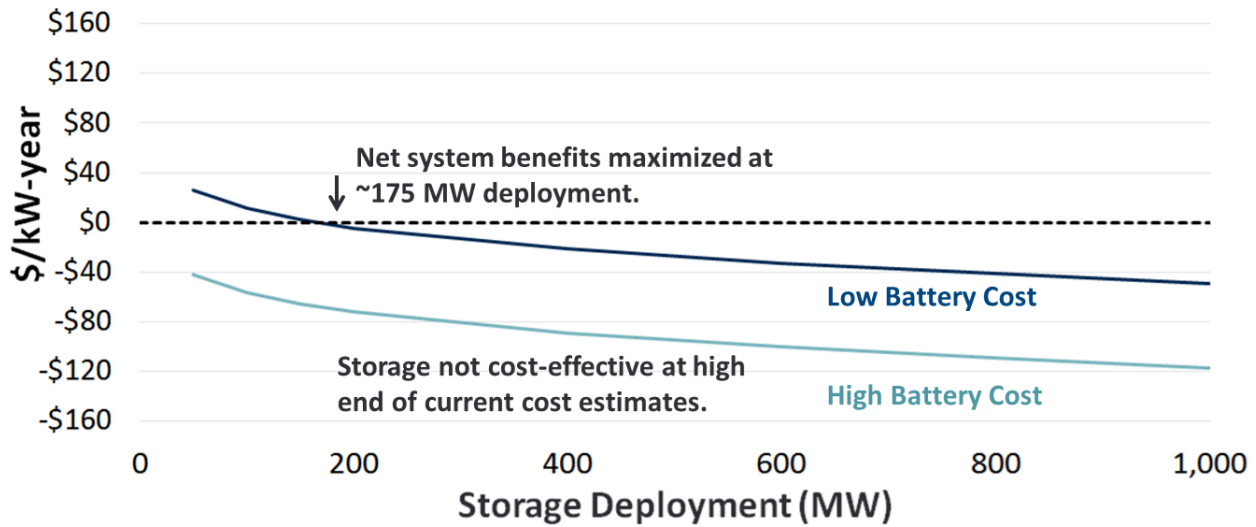 $160
$120
$80
$40
$0
-$40
-$80
-$120
-$160
$/kW-year
Net system benefits maximized at
~175 MW deployment.
Low Battery Cost
Storage not cost-effective at high
end of current cost estimates.
High Battery Cost
0 200 400 600 800 1,000
Storage Deployment (MW)